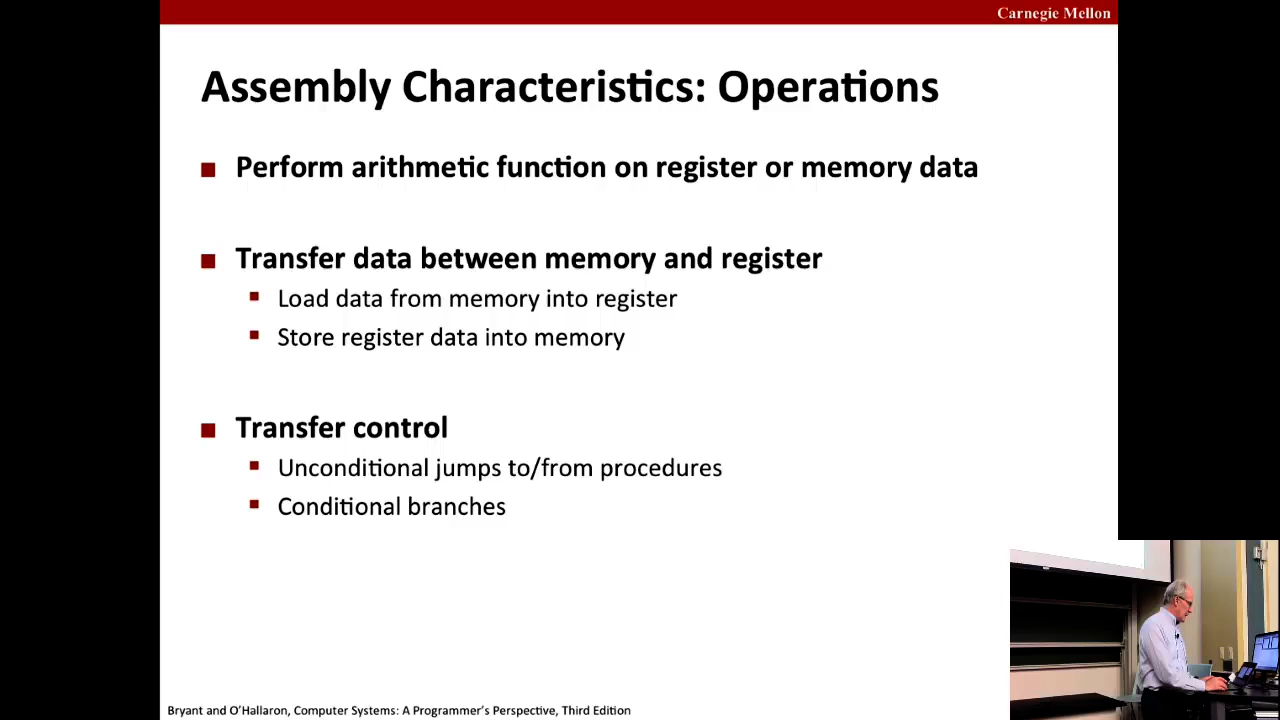 Carnegie Mellon
Assembly Characteristics: Operations
Perform arithmetic function on register or memory data
Transfer data between memory and register
Load data from memory into register
Store register data into memory
Transfer control
Unconditional jumps to/from procedures
Conditional branches
Bryant and O'Hallaron, Computer Systems: A Programmer's Perspective, Third Edition